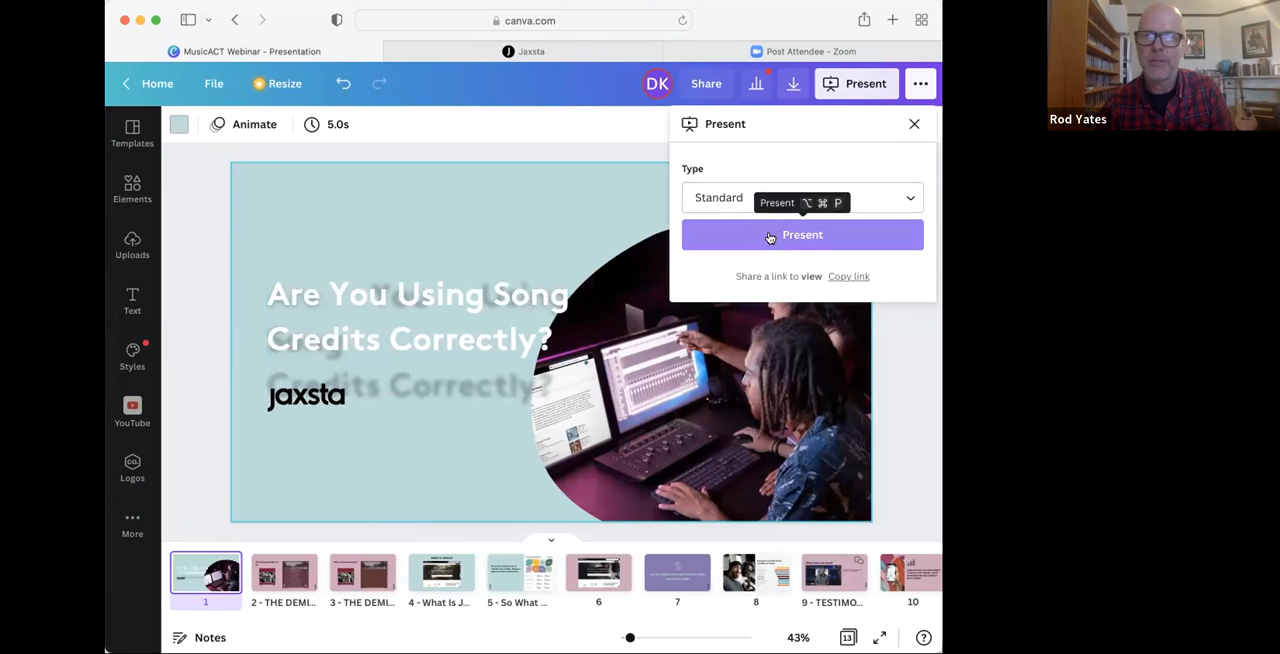 canva.com
MusicACT Webinar - Presentation
Jaxsta
Post Attendee - Zoom
Home
File
Resize
DK
Share
Present
Animate
5.0s
Present
Type
Standard
Present ⌥ ⌘ P
Present
Share a link to view Copy link
Templates
Elements
Uploads
Text
Styles
YouTube
CO.
Logos
More
Are You Using Song
Credits Correctly?
jaxsta
1
2 - THE DEMI...
3 - THE DEMI...
4 - What Is J...
5 - So What ...
6
7
8
9 - TESTIMO...
10
Notes
43%
13
Rod Yates